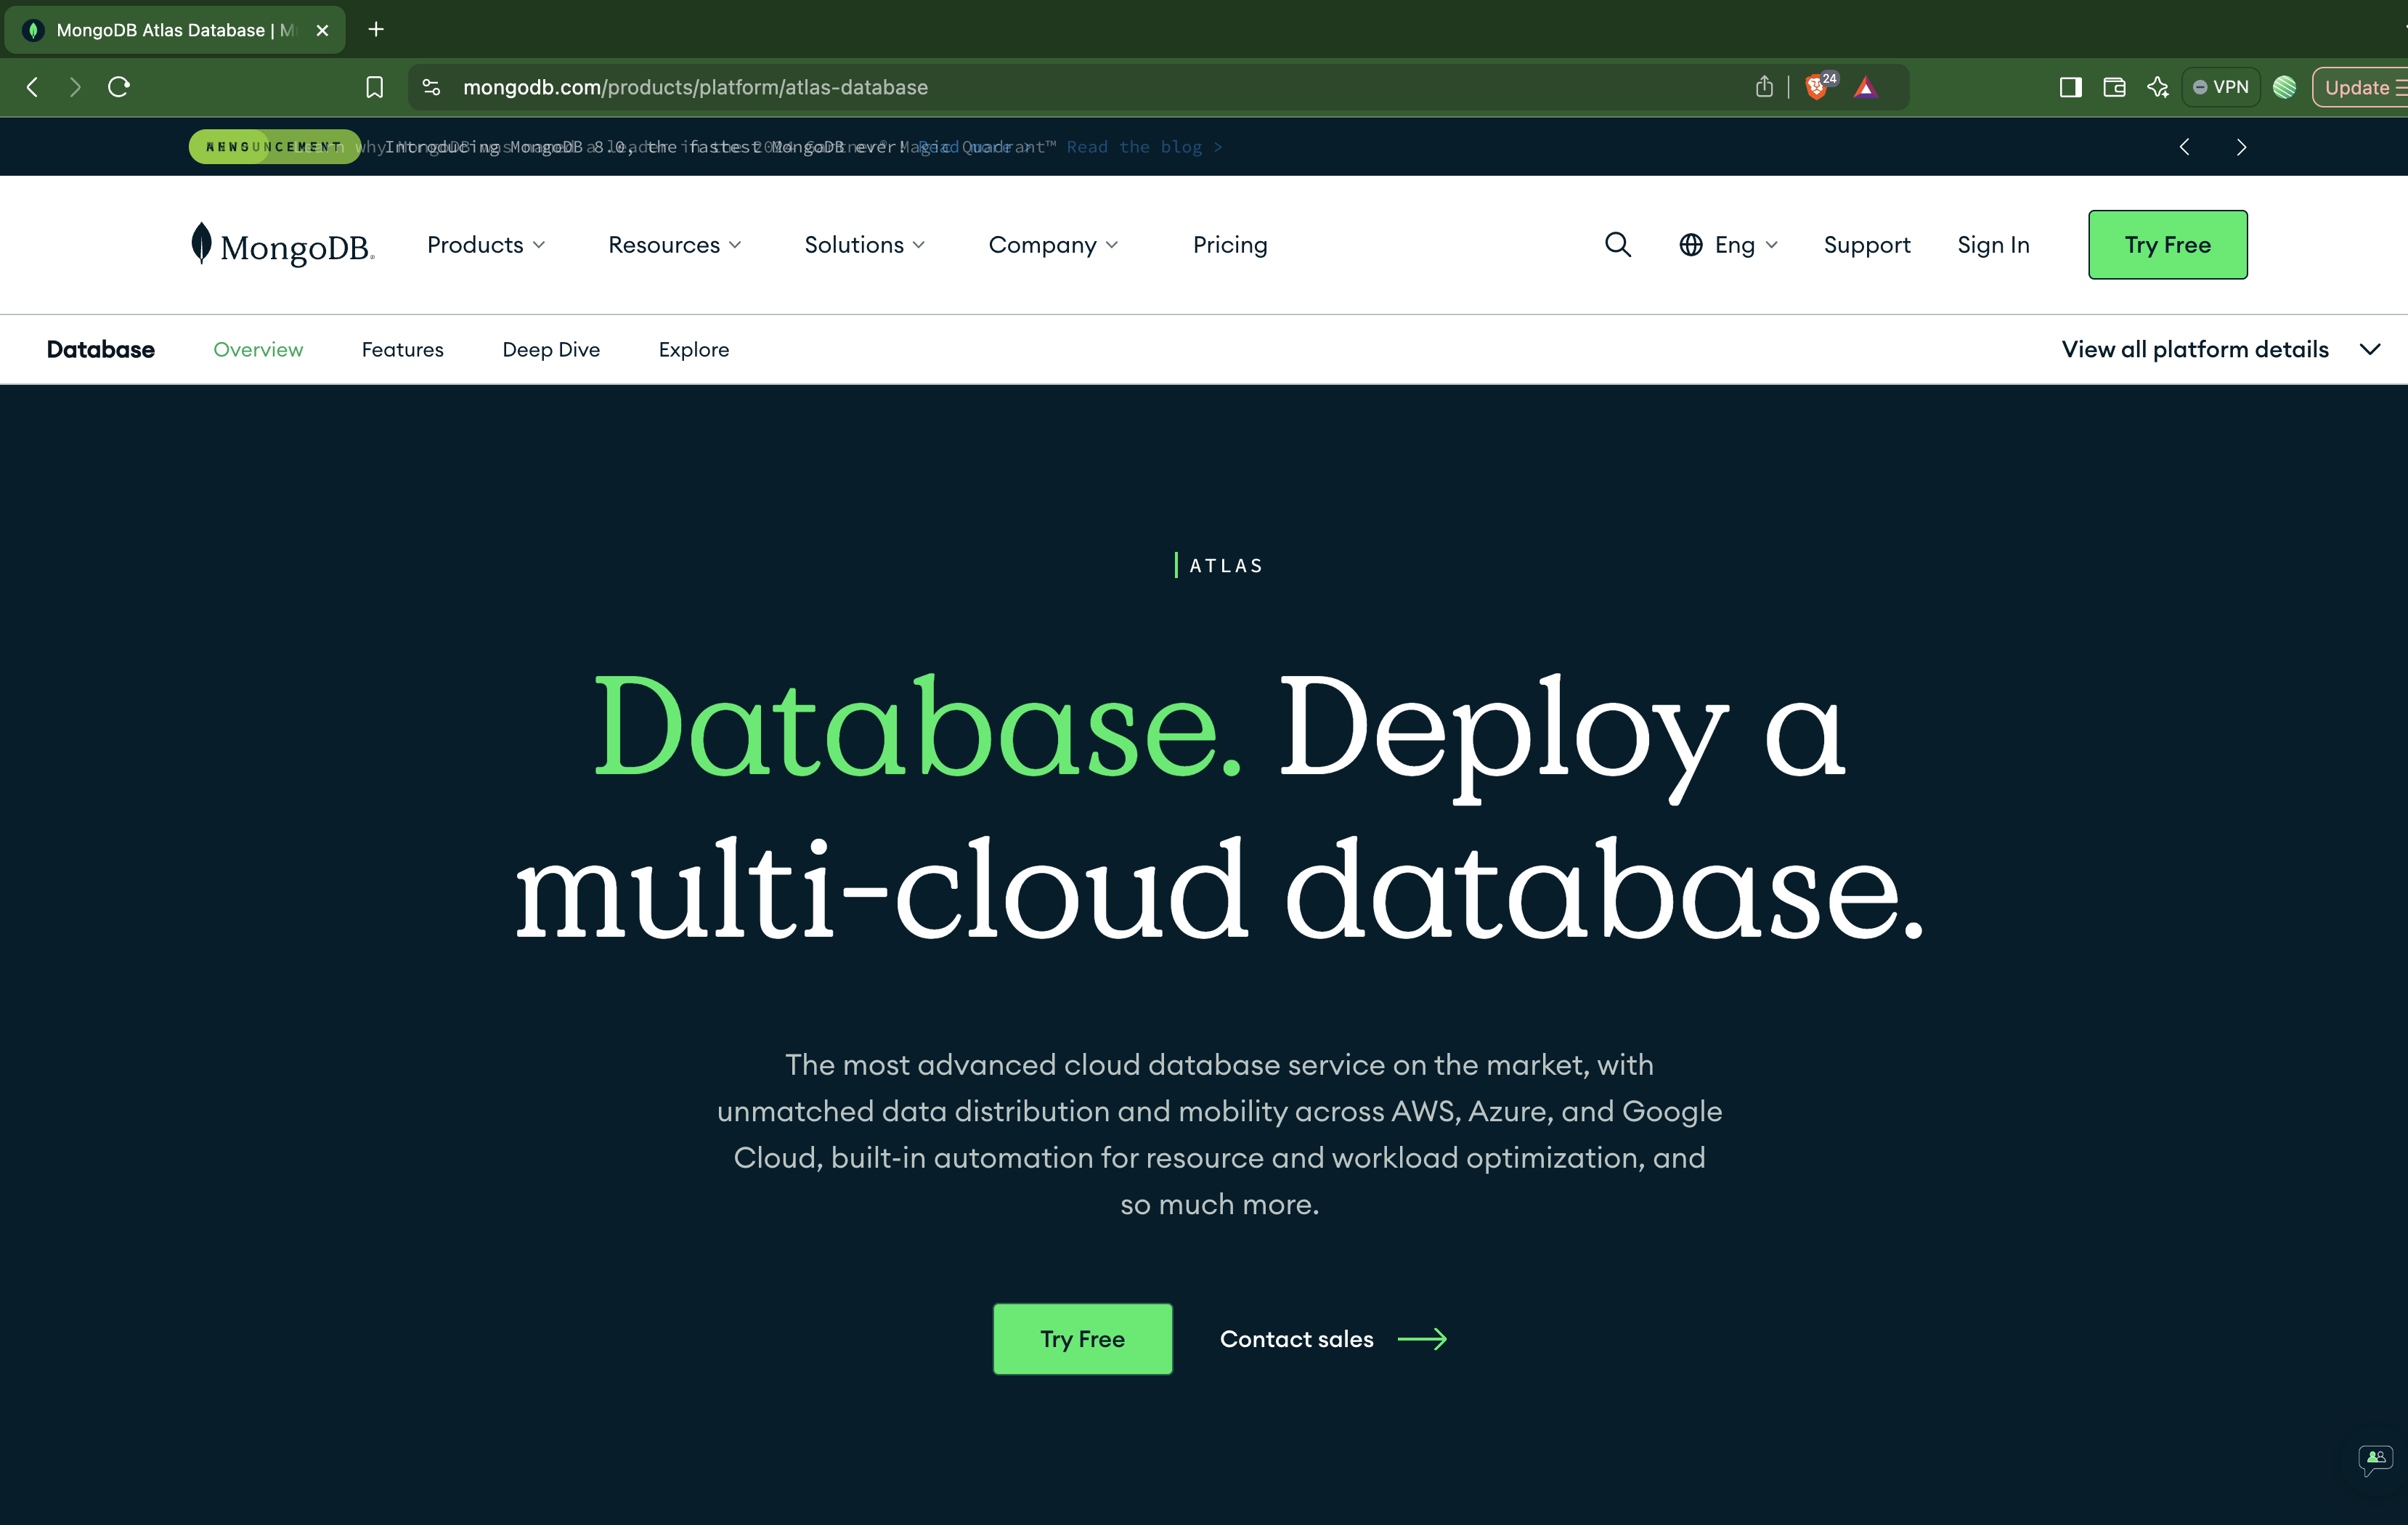 MongoDB Atlas Database | M
mongodb.com/products/platform/atlas-database
24
VPN
Update
Introducing MongoDB 8.0, the fastest MongoDB ever! Read more >
Read the blog >
MongoDB.
Products
Resources
Solutions
Company
Pricing
Eng
Support
Sign In
Try Free
Database
Overview
Features
Deep Dive
Explore
View all platform details
ATLAS
Database. Deploy a
multi-cloud database.
The most advanced cloud database service on the market, with
unmatched data distribution and mobility across AWS, Azure, and Google
Cloud, built-in automation for resource and workload optimization, and
so much more.
Try Free
Contact sales